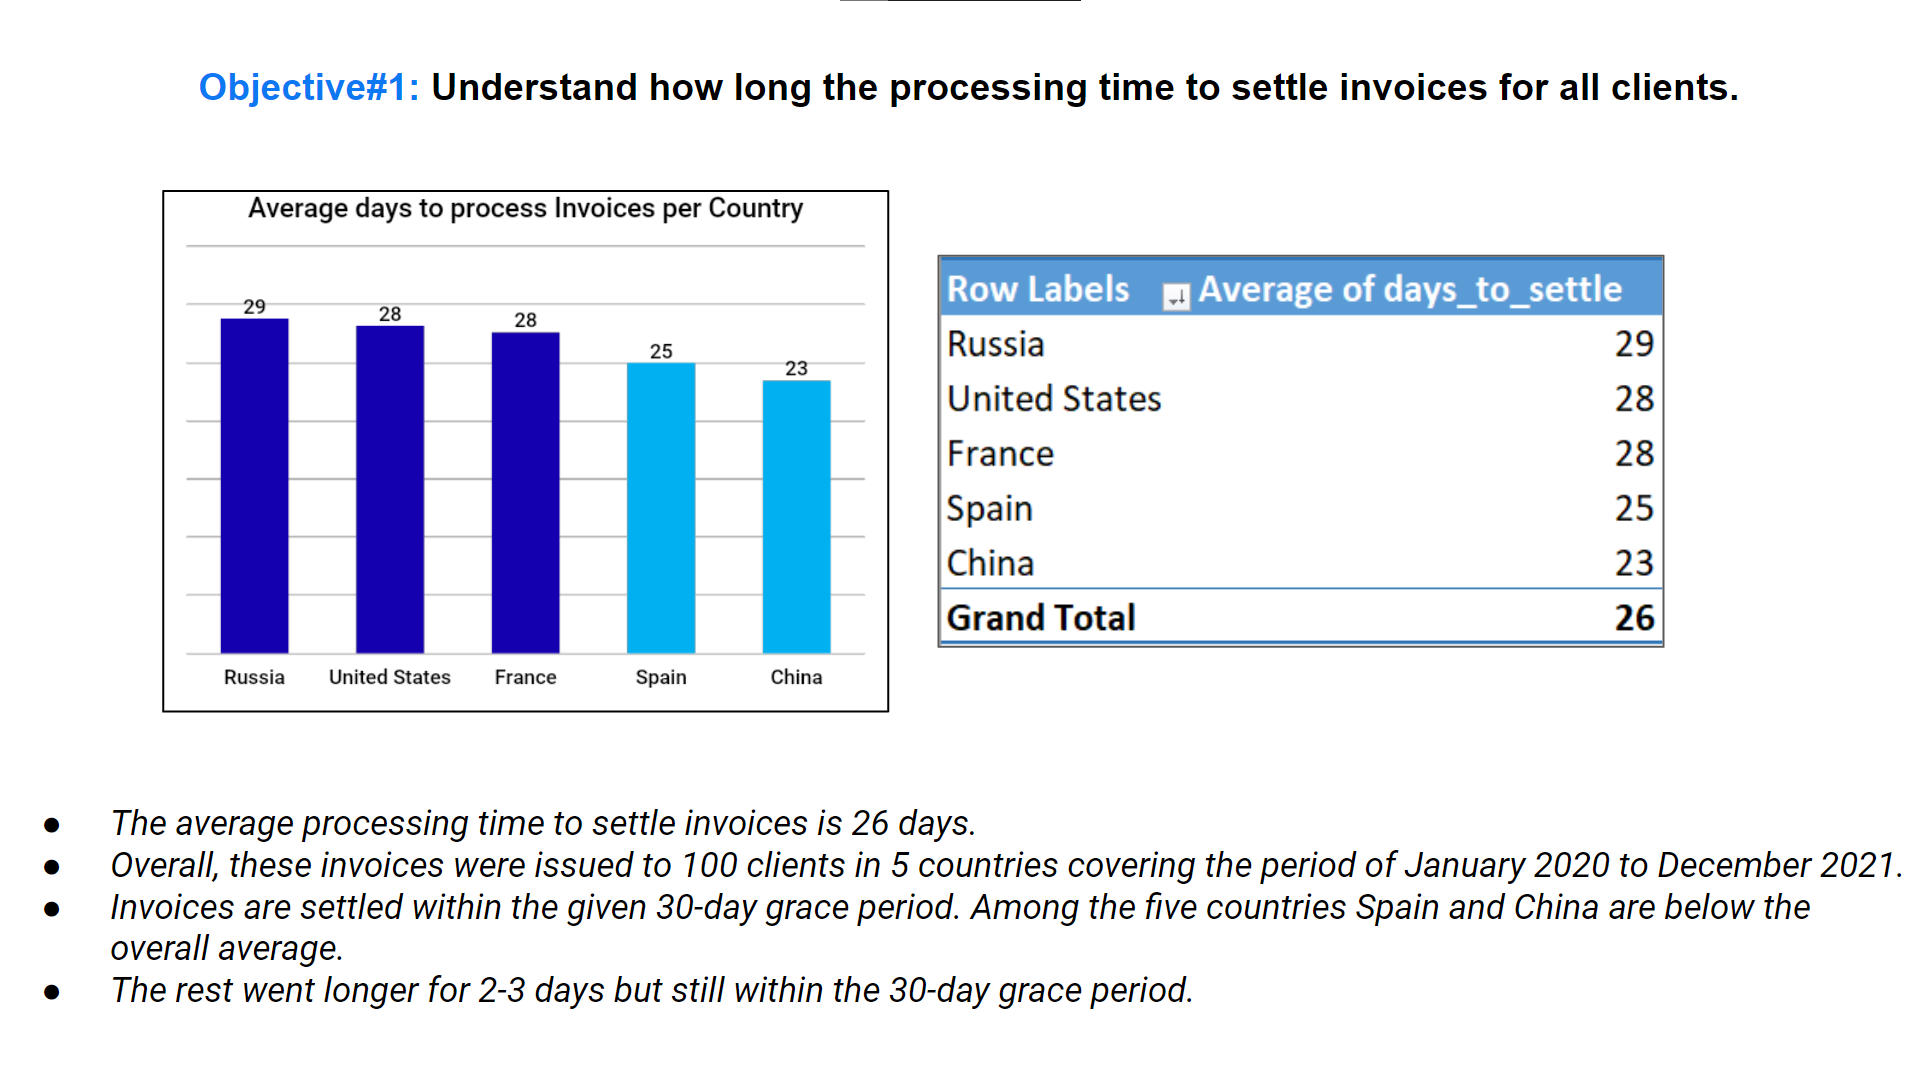 Objective#1: Understand how long the processing time to settle invoices for all clients.
Average days to process Invoices per Country
29
28
28
25
23
Russia
United States
France
Spain
China
Row Labels Average of days_to_settle
Russia 29
United States 28
France 28
Spain 25
China 23
Grand Total 26
● The average processing time to settle invoices is 26 days.
● Overall, these invoices were issued to 100 clients in 5 countries covering the period of January 2020 to December 2021.
● Invoices are settled within the given 30-day grace period. Among the five countries Spain and China are below the
overall average.
● The rest went longer for 2-3 days but still within the 30-day grace period.